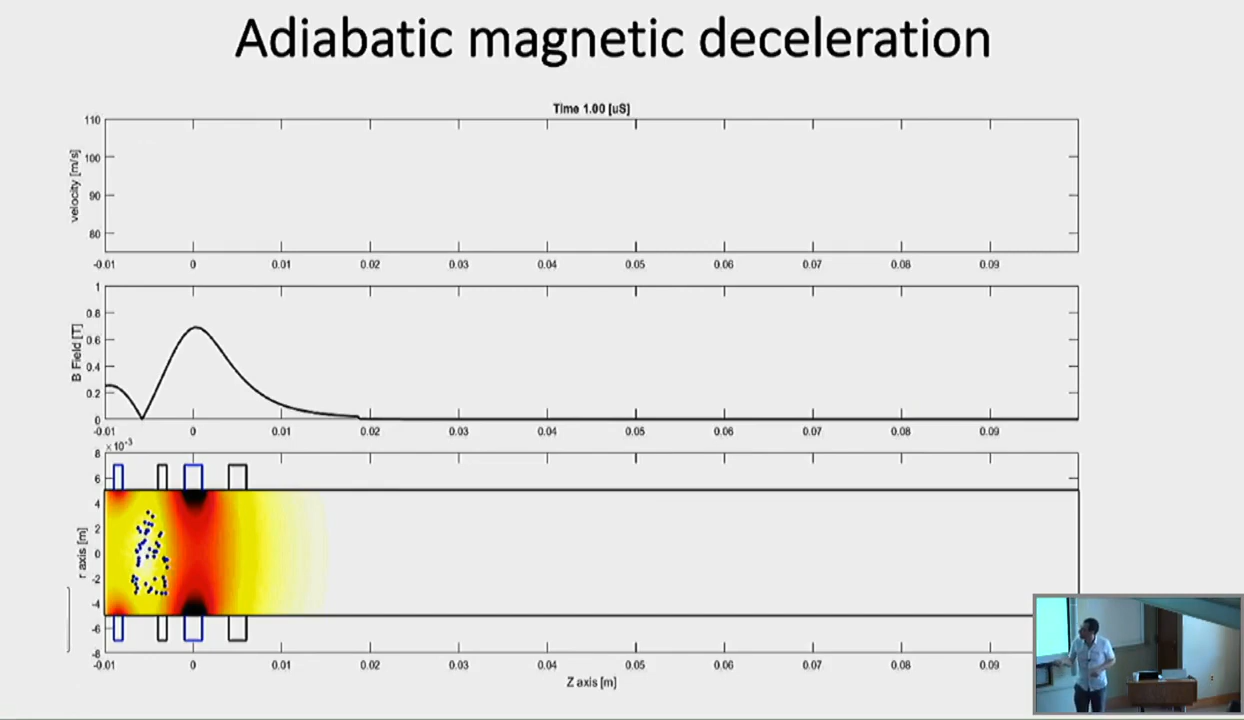 Adiabatic magnetic deceleration
Time 1.00 [uS]
velocity [m/s]
110
100
90
80
-0.01 0 0.01 0.02 0.03 0.04 0.05 0.06 0.07 0.08 0.09
B Field [T]
1
0.8
0.6
0.4
0.2
0
-0.01 0 0.01 0.02 0.03 0.04 0.05 0.06 0.07 0.08 0.09
×10⁻³
r axis [m]
8
6
4
2
0
-2
-4
-6
-8
-0.01 0 0.01 0.02 0.03 0.04 0.05 0.06 0.07 0.08 0.09
Z axis [m]